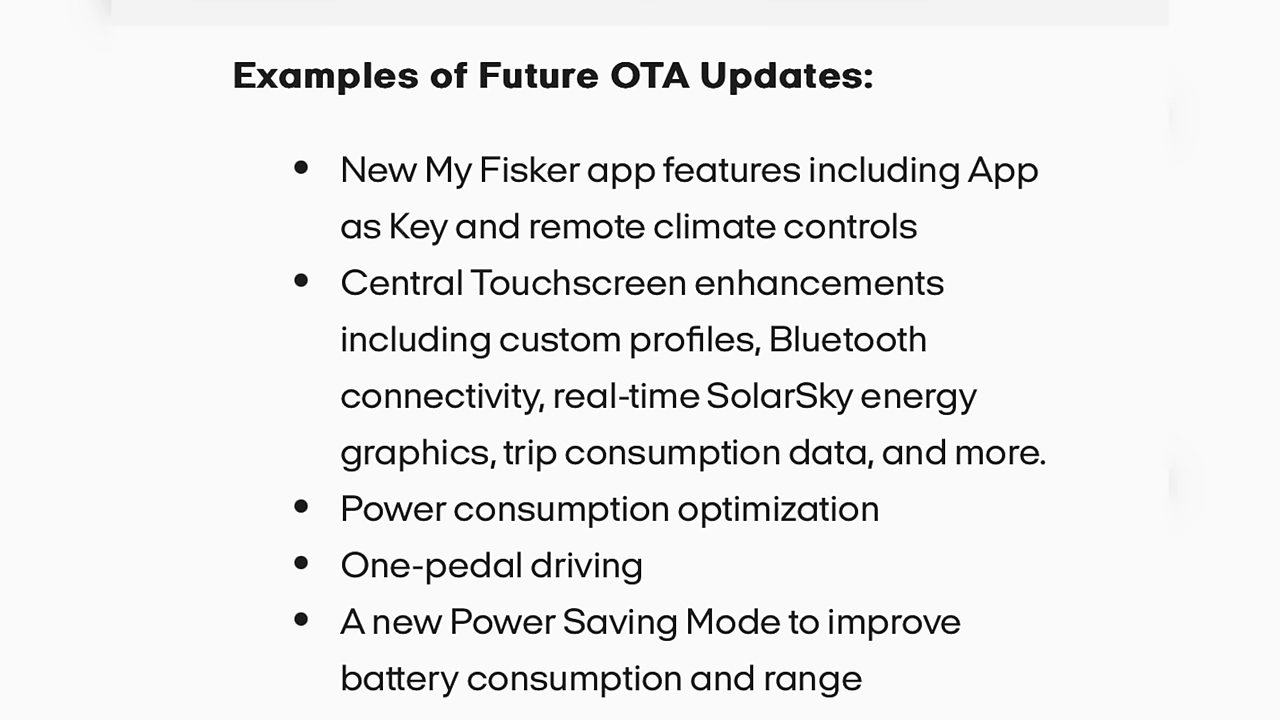 Examples of Future OTA Updates:
• New My Fisker app features including App
as Key and remote climate controls
• Central Touchscreen enhancements
including custom profiles, Bluetooth
connectivity, real-time SolarSky energy
graphics, trip consumption data, and more.
• Power consumption optimization
• One-pedal driving
• A new Power Saving Mode to improve
battery consumption and range